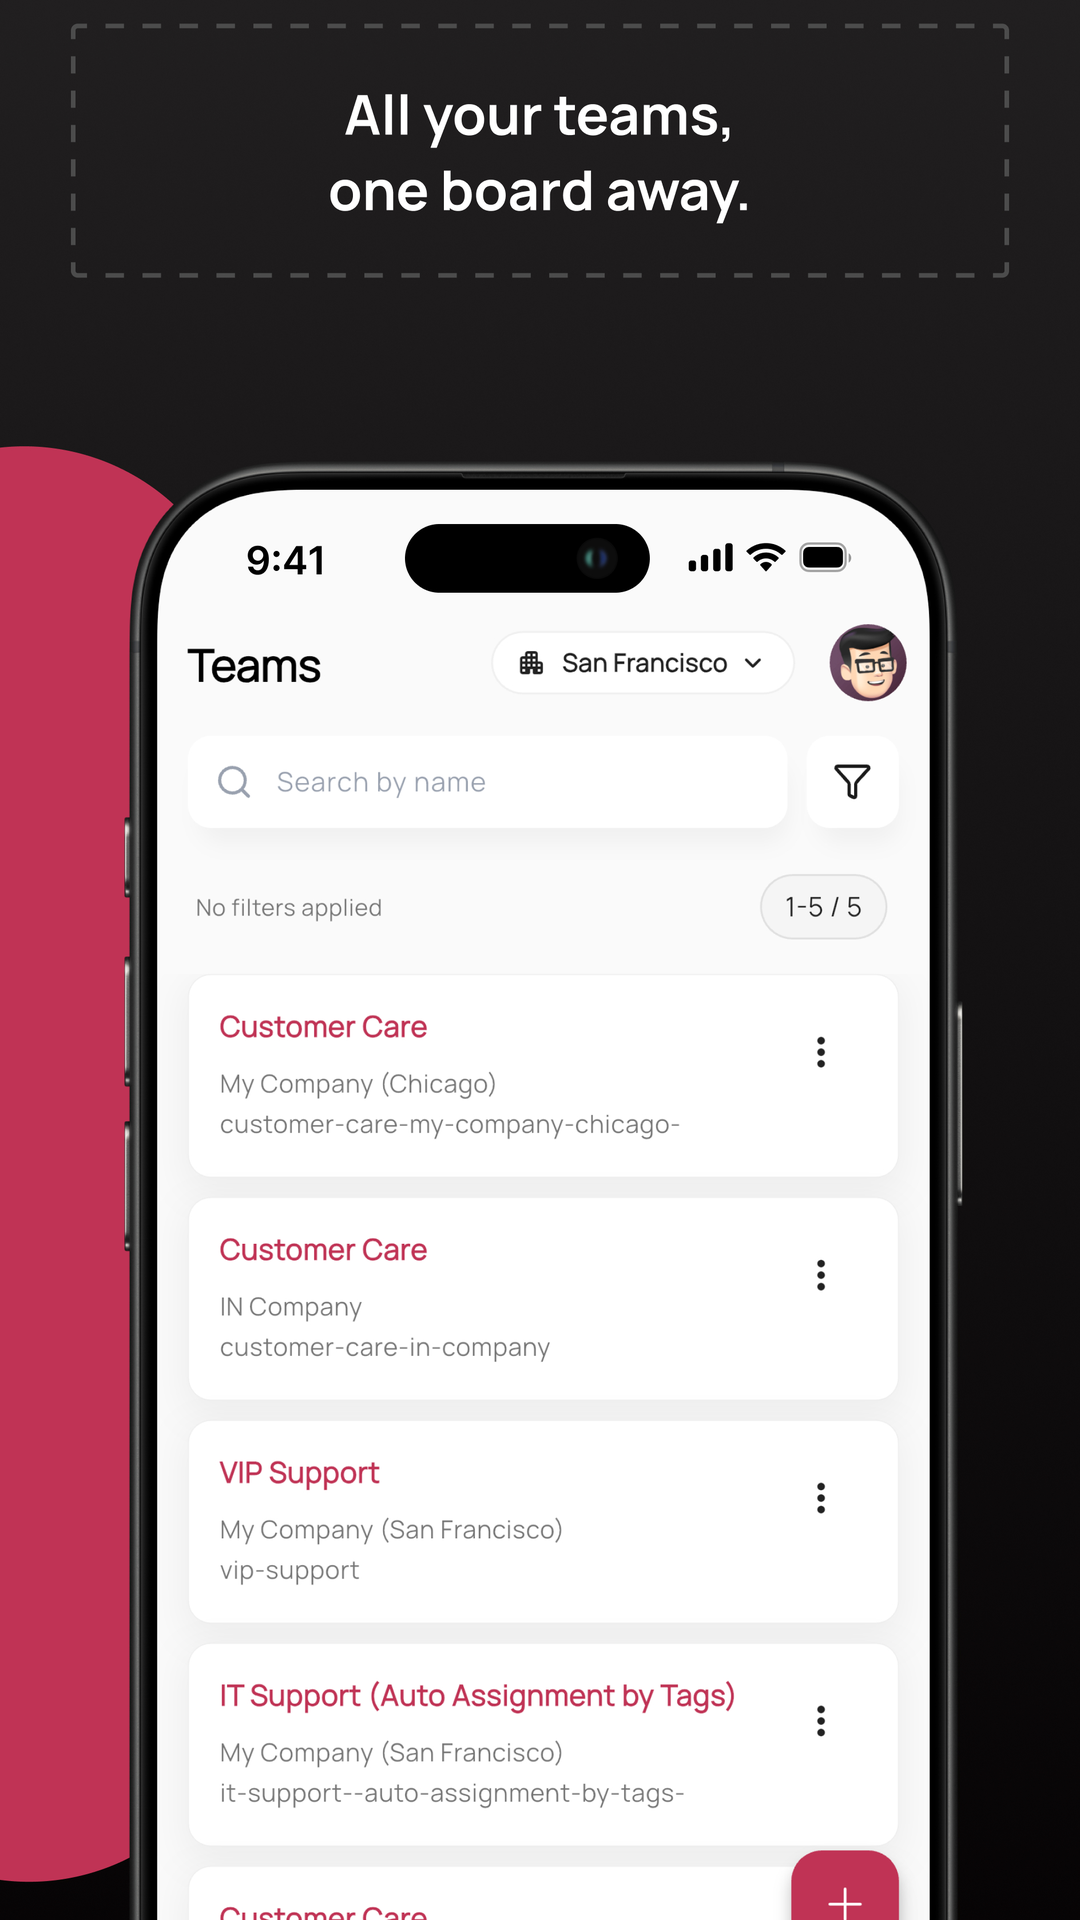 All your teams,
one board away.
9:41
Teams
San Francisco
Search by name
No filters applied
1-5 / 5
Customer Care
My Company (Chicago)
customer-care-my-company-chicago-
Customer Care
IN Company
customer-care-in-company
VIP Support
My Company (San Francisco)
vip-support
IT Support (Auto Assignment by Tags)
My Company (San Francisco)
it-support--auto-assignment-by-tags-
Customer Care